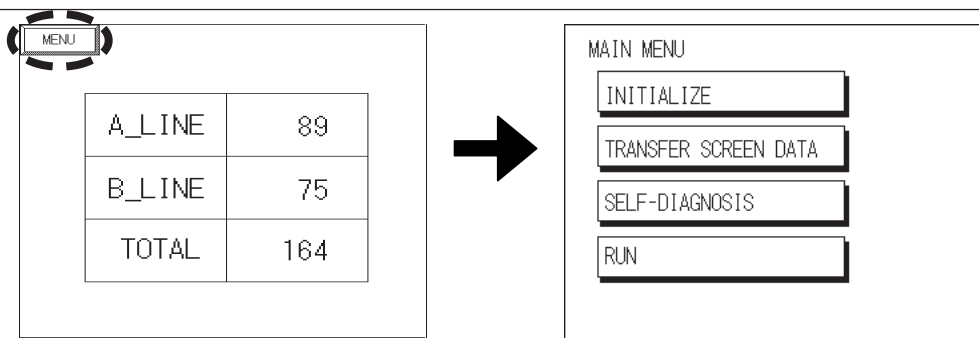 MENU
A_LINE 89
B_LINE 75
TOTAL 164
MAIN MENU
INITIALIZE
TRANSFER SCREEN DATA
SELF-DIAGNOSIS
RUN